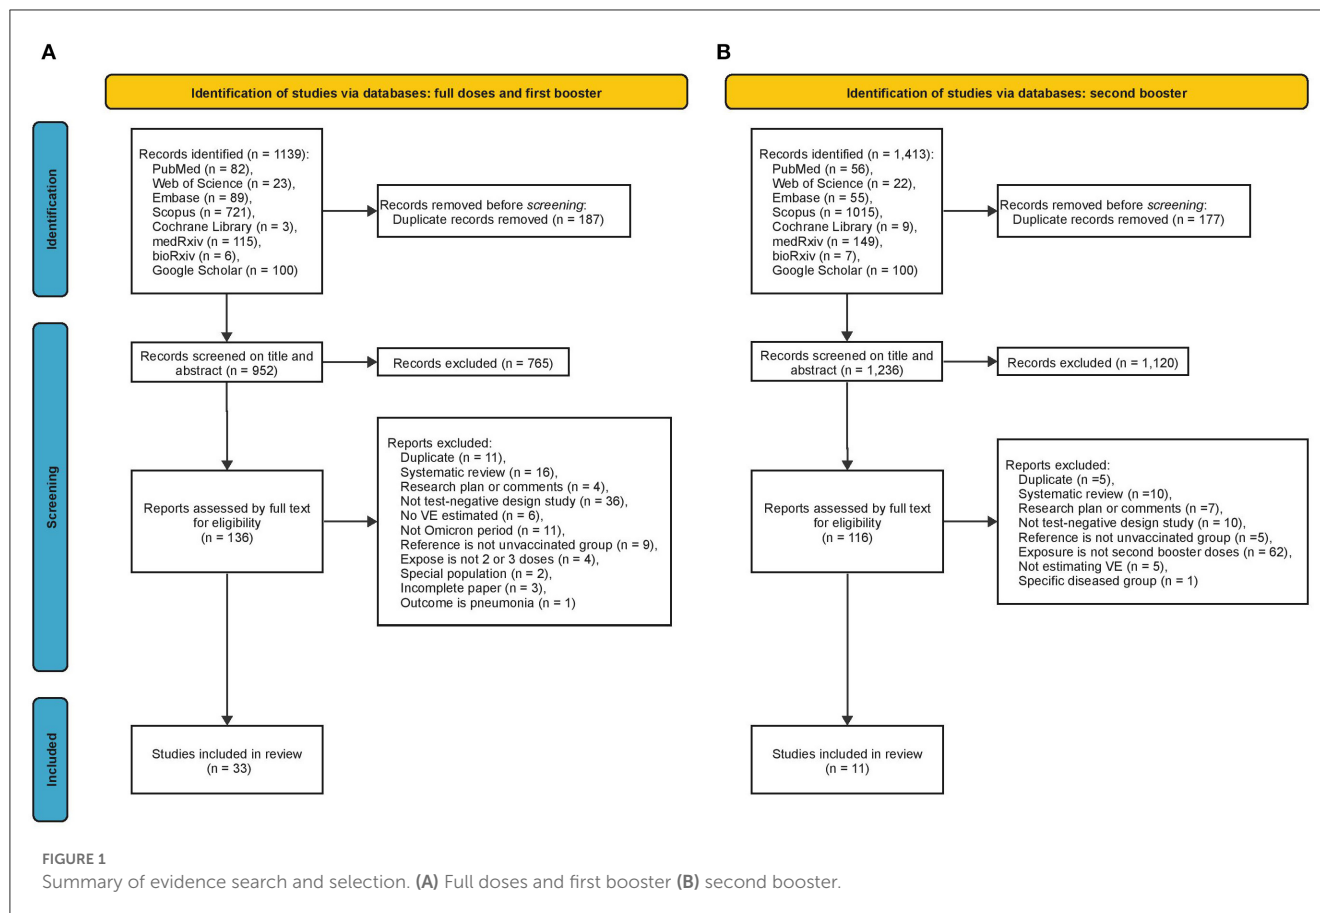 A
Identification of studies via databases: full doses and first booster
Identification
Records identified (n = 1139):
PubMed (n = 82),
Web of Science (n = 23),
Embase (n = 89),
Scopus (n = 721),
Cochrane Library (n = 3),
medRxiv (n = 115),
bioRxiv (n = 6),
Google Scholar (n = 100)
Records removed before screening:
Duplicate records removed (n = 187)
Screening
Records screened on title and
abstract (n = 952)
Records excluded (n = 765)
Reports assessed by full text
for eligibility
(n = 136)
Reports excluded:
Duplicate (n = 11),
Systematic review (n = 16),
Research plan or comments (n = 4),
Not test-negative design study (n = 36),
No VE estimated (n = 6),
Not Omicron period (n = 11),
Reference is not unvaccinated group (n = 9),
Expose is not 2 or 3 doses (n = 4),
Special population (n = 2),
Incomplete paper (n = 3),
Outcome is pneumonia (n = 1)
Included
Studies included in review
(n = 33)
B
Identification of studies via databases: second booster
Records identified (n = 1,413):
PubMed (n = 56),
Web of Science (n = 22),
Embase (n = 55),
Scopus (n = 1015),
Cochrane Library (n = 9),
medRxiv (n = 149),
bioRxiv (n = 7),
Google Scholar (n = 100)
Records removed before screening:
Duplicate records removed (n = 177)
Records screened on title and
abstract (n = 1,236)
Records excluded (n = 1,120)
Reports assessed by full text
for eligibility
(n = 116)
Reports excluded:
Duplicate (n =5),
Systematic review (n =10),
Research plan or comments (n =7),
Not test-negative design study (n = 10),
Reference is not unvaccinated group (n =5),
Exposure is not second booster doses (n = 62),
Not estimating VE (n = 5),
Specific diseased group (n = 1)
Studies included in review
(n = 11)
FIGURE 1
Summary of evidence search and selection. (A) Full doses and first booster (B) second booster.